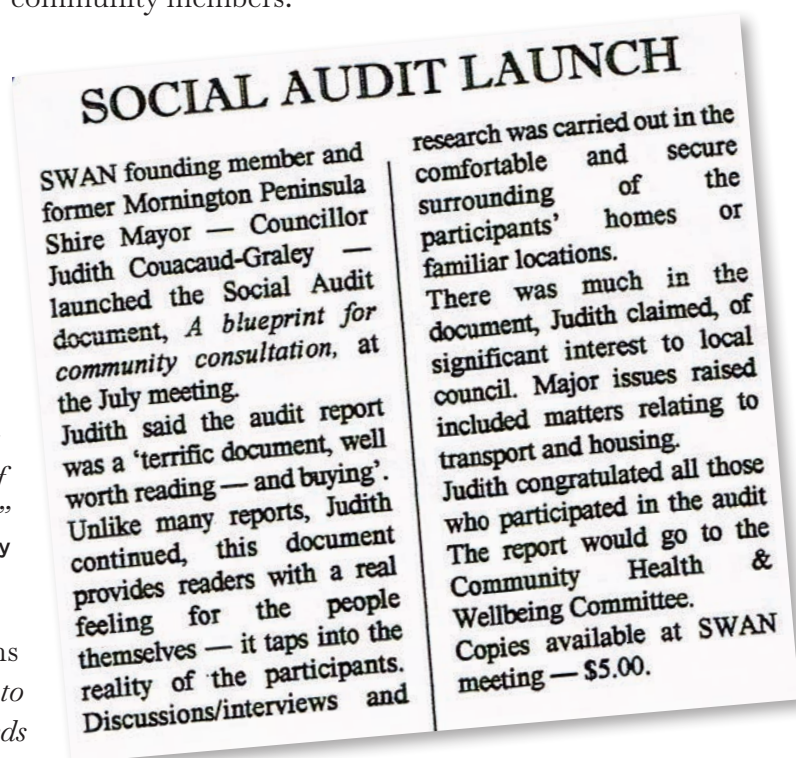 community members.
SOCIAL AUDIT LAUNCH
SWAN founding member and
former Mornington Peninsula
Shire Mayor — Councillor
Judith Couacaud-Graley —
launched the Social Audit
document, A blueprint for
community consultation, at
the July meeting.
Judith said the audit report
was a ‘terrific document, well
worth reading — and buying’.
Unlike many reports, Judith
continued, this document
provides readers with a real
feeling for the people
themselves — it taps into the
reality of the participants.
Discussions/interviews and
research was carried out in the
comfortable and secure
surrounding of the
participants’ homes or
familiar locations.
There was much in the
document, Judith claimed, of
significant interest to local
council. Major issues raised
included matters relating to
transport and housing.
Judith congratulated all those
who participated in the audit
The report would go to the
Community Health &
Wellbeing Committee.
Copies available at SWAN
meeting — $5.00.
to